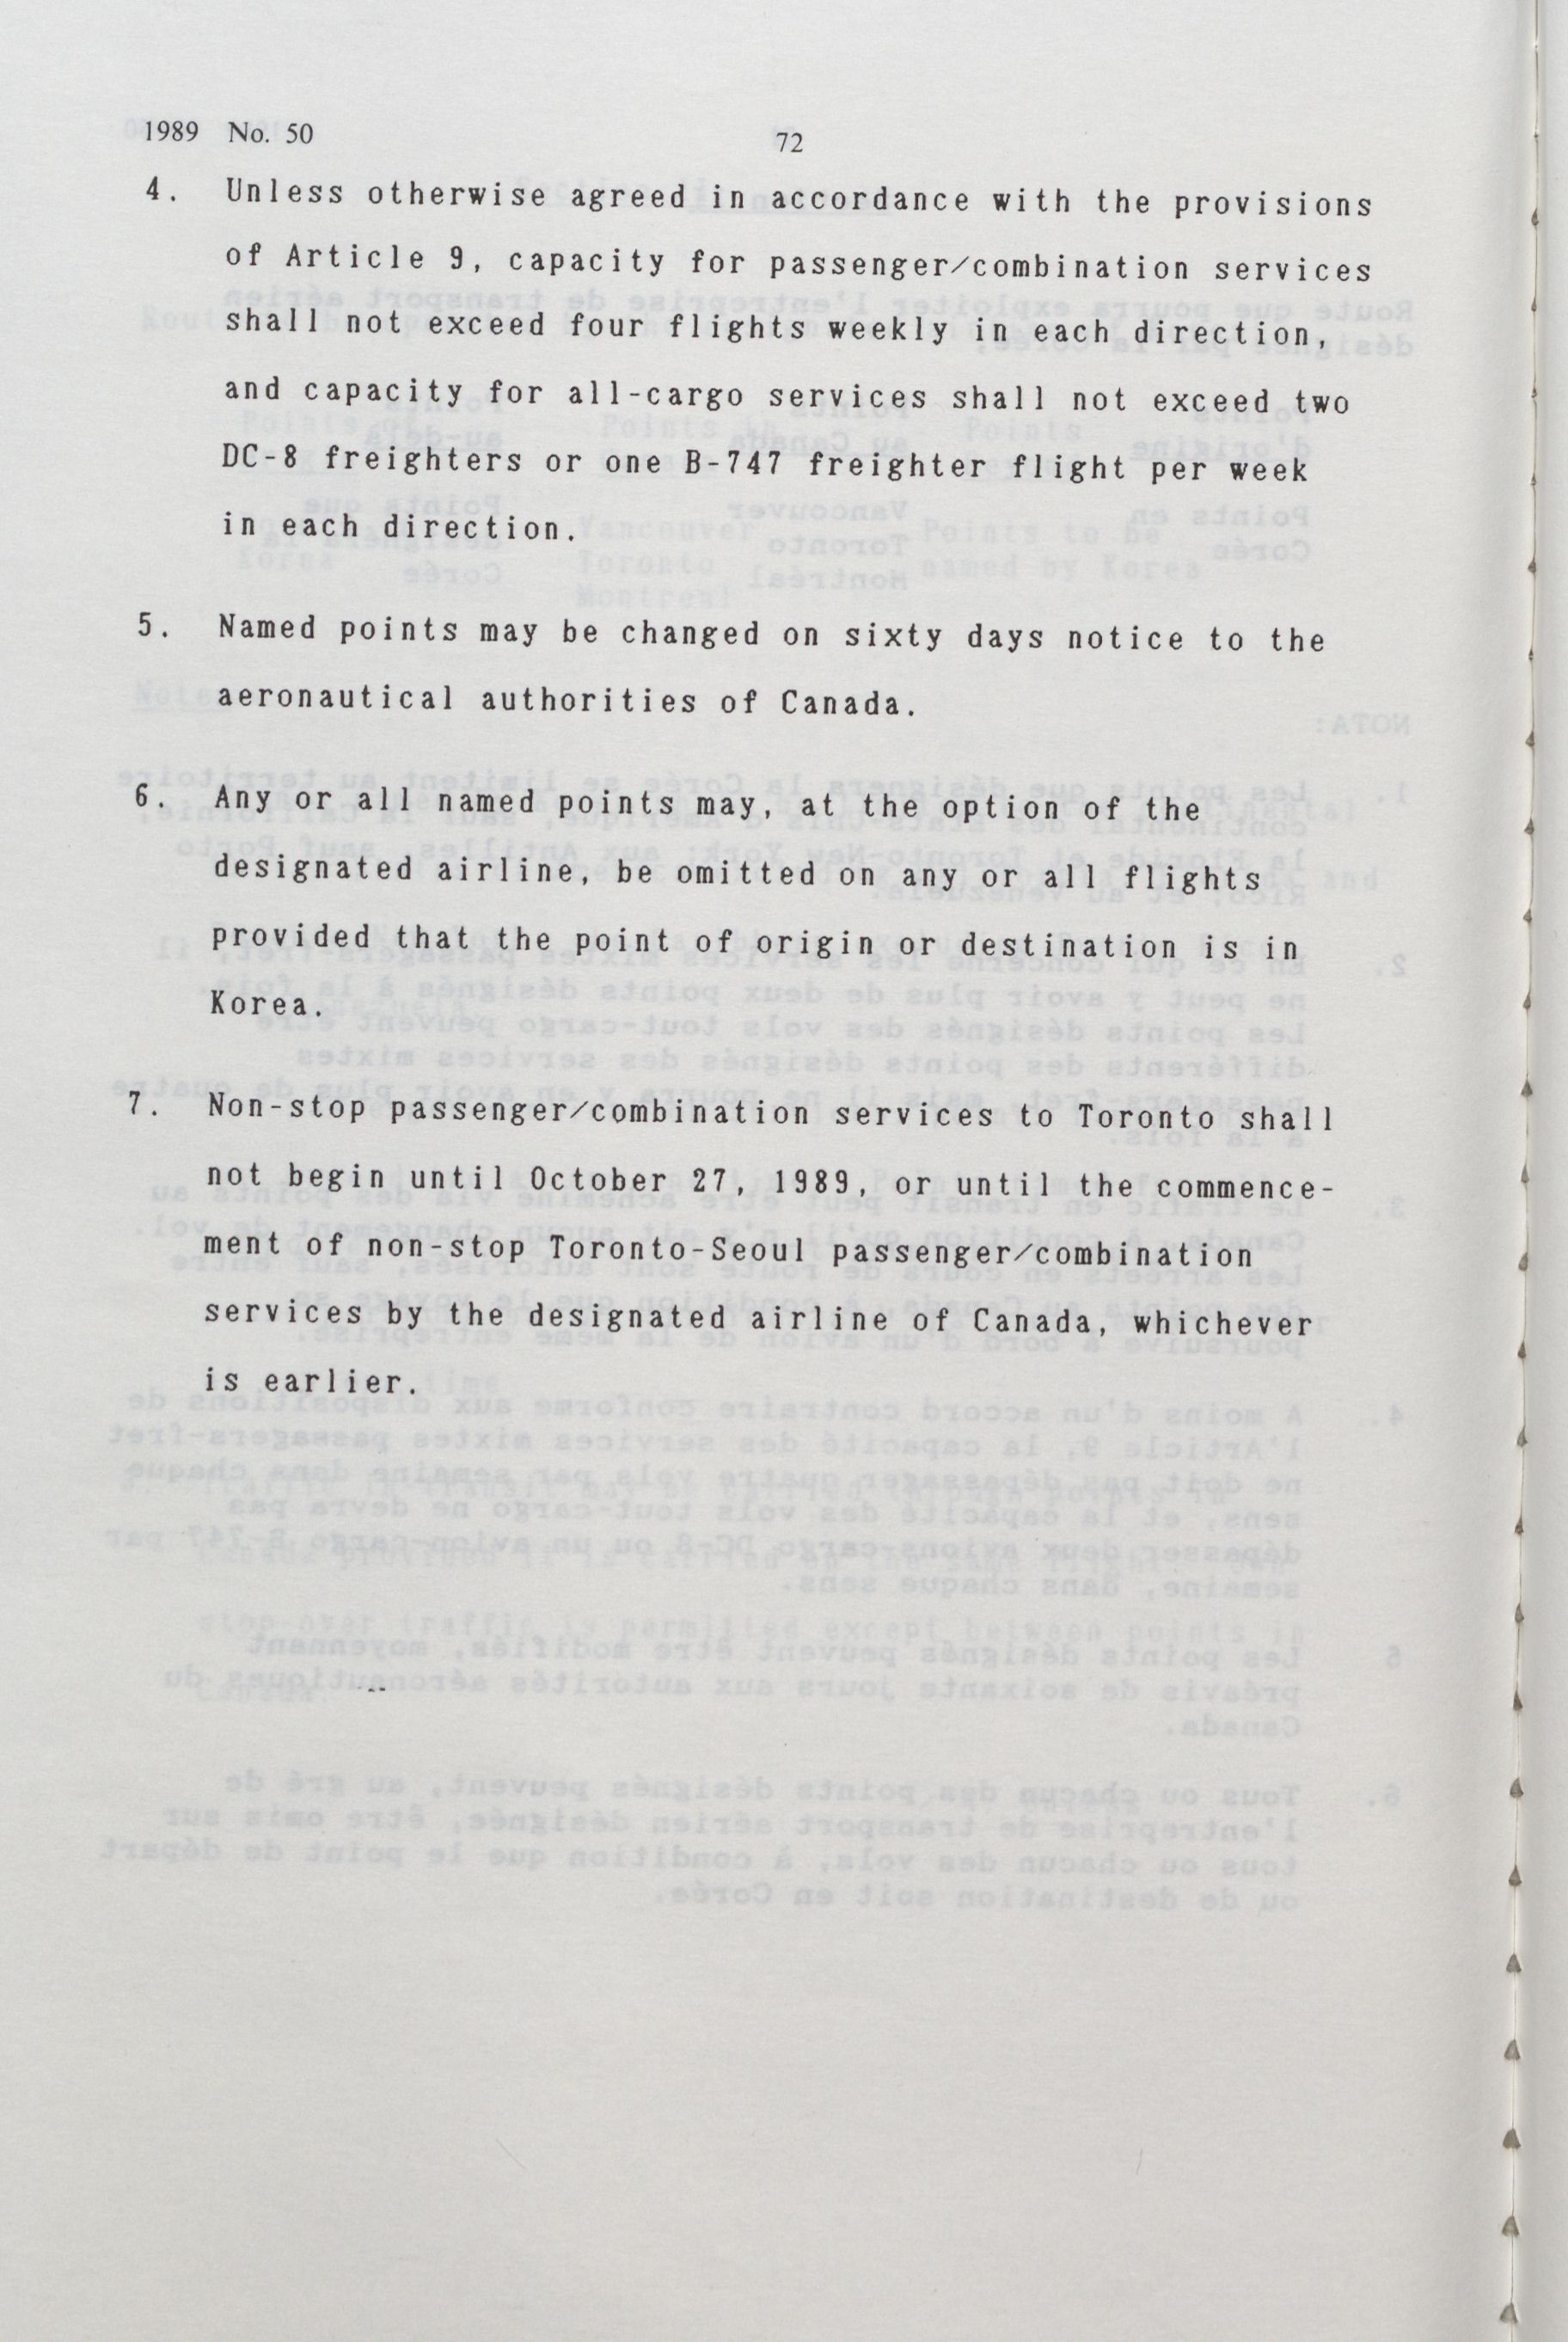 1989 No. 50
72
4. Unless otherwise agreed in accordance with the provisions
of Article 9, capacity for passenger/combination services
shall not exceed four flights weekly in each direction,
and capacity for all-cargo services shall not exceed two
DC-8 freighters or one B-747 freighter flight per week
in each direction.
5. Named points may be changed on sixty days notice to the
aeronautical authorities of Canada.
6. Any or all named points may, at the option of the
designated airline, be omitted on any or all flights
provided that the point of origin or destination is in
Korea.
7. Non-stop passenger/combination services to Toronto shall
not begin until October 27, 1989, or until the commence-
ment of non-stop Toronto-Seoul passenger/combination
services by the designated airline of Canada, whichever
is earlier.